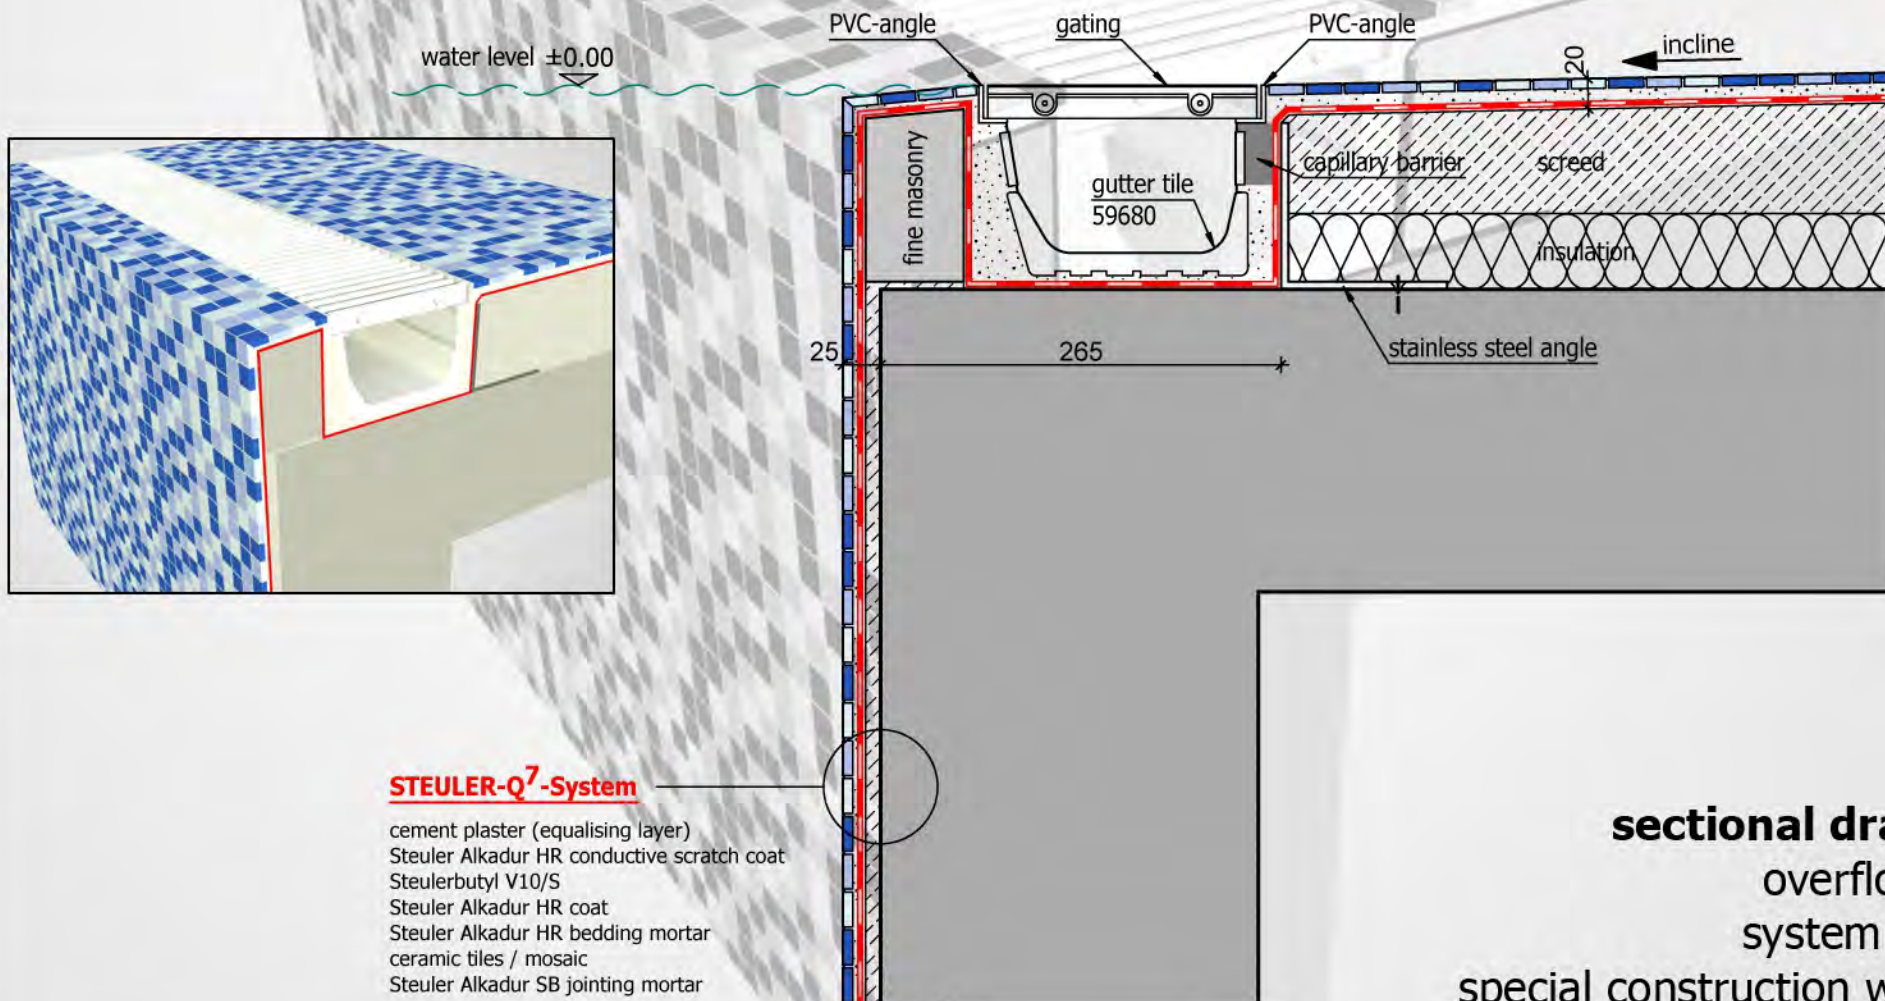 PVC-angle
gating
PVC-angle
water level ±0.00
20
incline
fine masonry
capillary barrier
screed
gutter tile
59680
insulation
25
265
stainless steel angle
STEULER-Q7-System
cement plaster (equalising layer)
Steuler Alkadur HR conductive scratch coat
Steulerbutyl V10/S
Steuler Alkadur HR coat
Steuler Alkadur HR bedding mortar
ceramic tiles / mosaic
Steuler Alkadur SB jointing mortar
sectional dra
overflo
system
special construction w